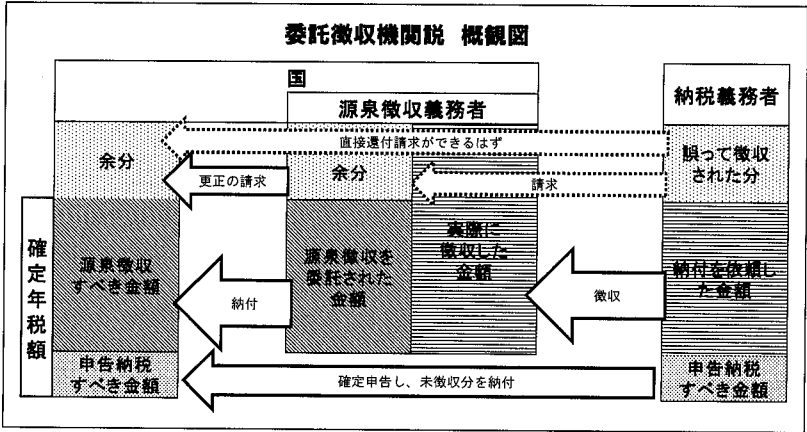 委託徴収機関説 概観図
国
源泉徴収義務者
納税義務者
直接還付請求ができるはず
余分
更正の請求
余分
請求
誤って徴収
された分
確定年税額
源泉徴収
すべき金額
納付
源泉徴収を
委託された
金額
実際に
徴収した
金額
徴収
納付を依頼し
た金額
申告納税
すべき金額
確定申告し、未徴収分を納付
申告納税
すべき金額